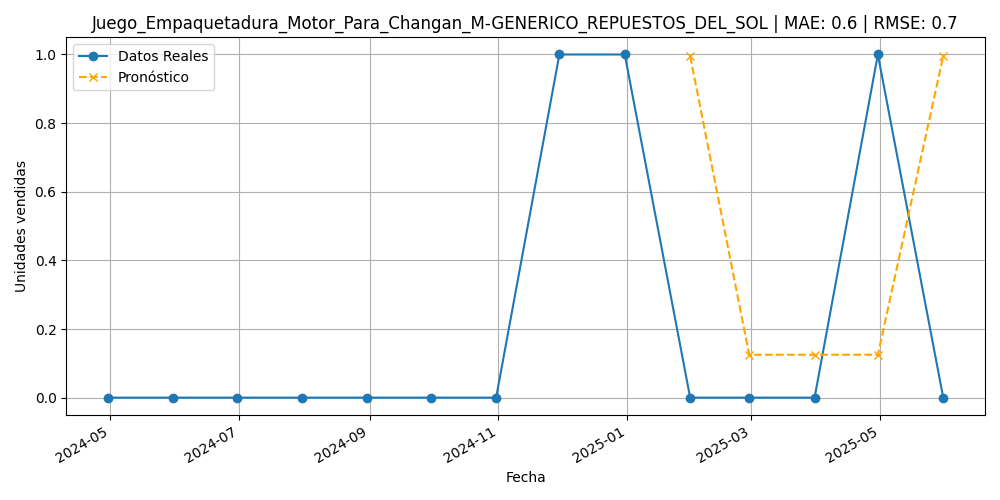 Juego_Empaquetadura_Motor_Para_Changan_M-GENERICO_REPUESTOS_DEL_SOL | MAE: 0.6 | RMSE: 0.7
Datos Reales
Pronóstico
Unidades vendidas
1.0
0.8
0.6
0.4
0.2
0.0
2024-05
2024-07
2024-09
2024-11
2025-01
2025-03
2025-05
Fecha